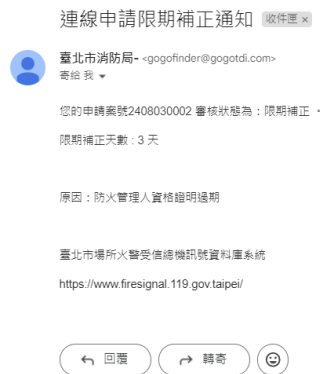 連線申請限期補正通知 收件匣 ×
臺北市消防局- <gogofinder@gogotdi.com>
寄給 我
您的申請案號2408030002 審核狀態為：限期補正 。
限期補正天數 : 3 天
原因：防火管理人資格證明過期
臺北市場所火警受信總機訊號資料庫系統
https://www.firesignal.119.gov.taipei/
回覆 轉寄